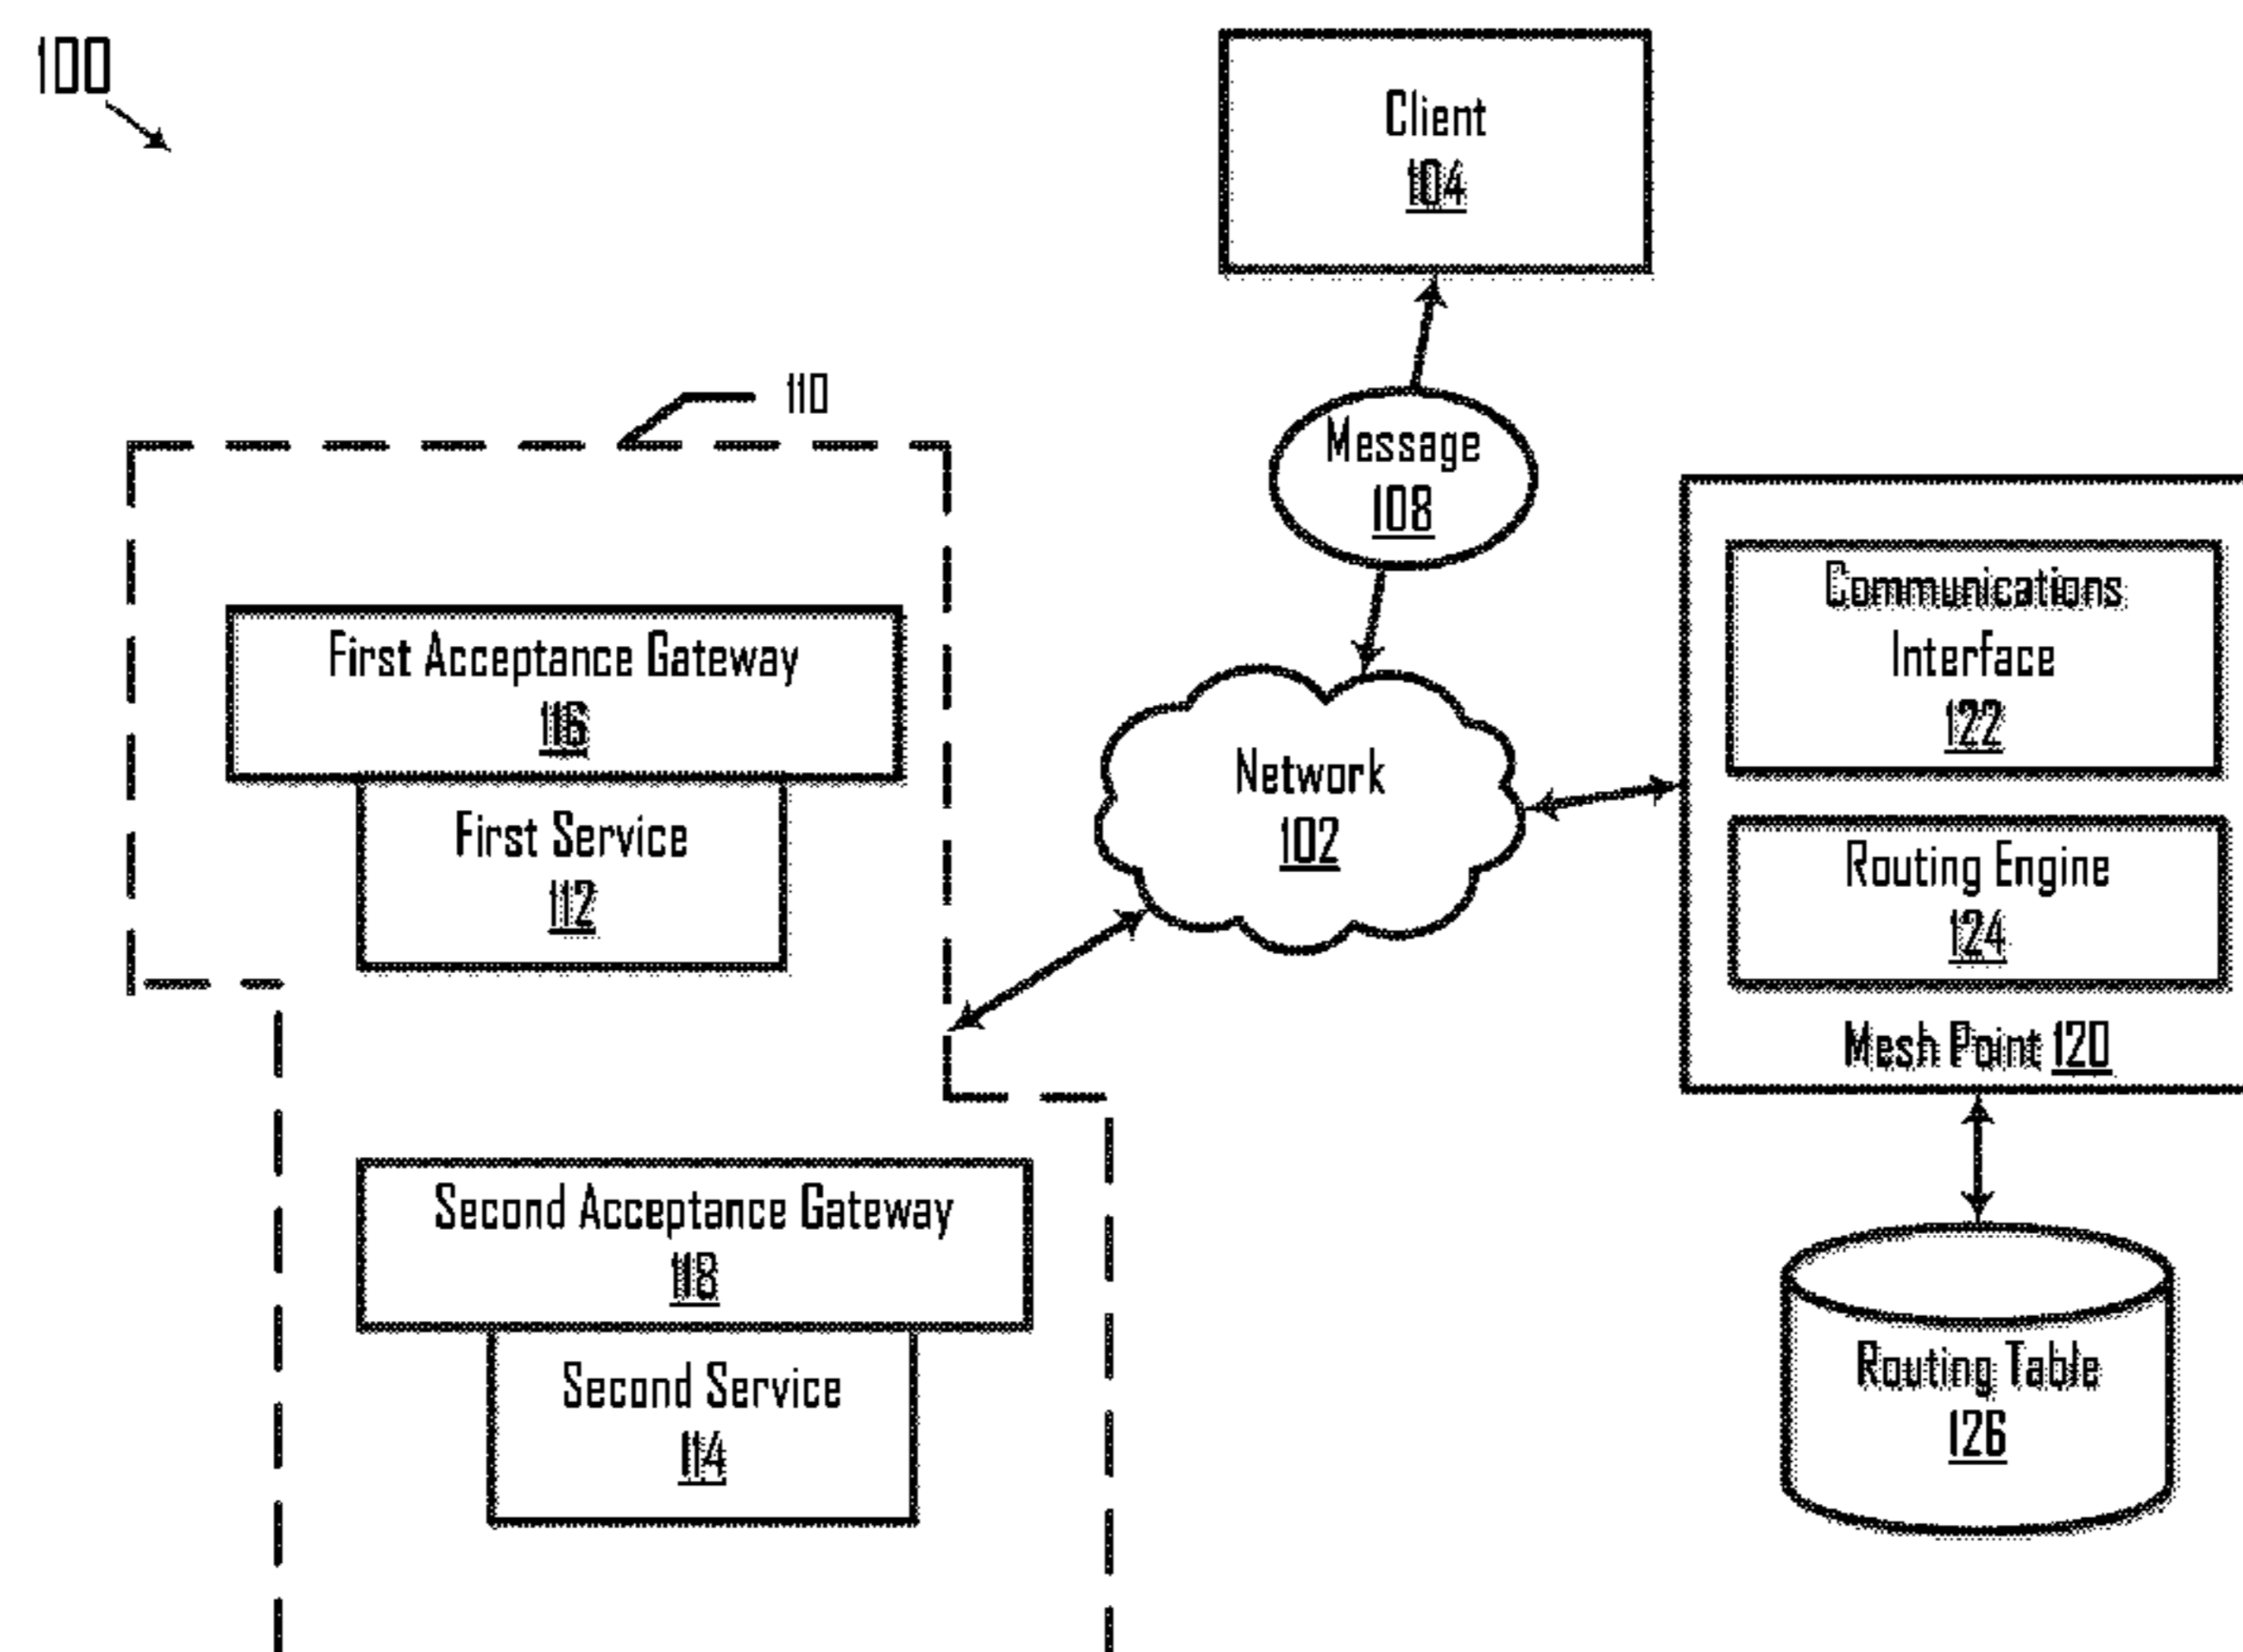 100
Client
104
110
Message
108
Communications
Interface
122
First Acceptance Gateway
116
Network
102
First Service
112
Routing Engine
124
Mesh Point 120
Second Acceptance Gateway
118
Routing Table
126
Second Service
114